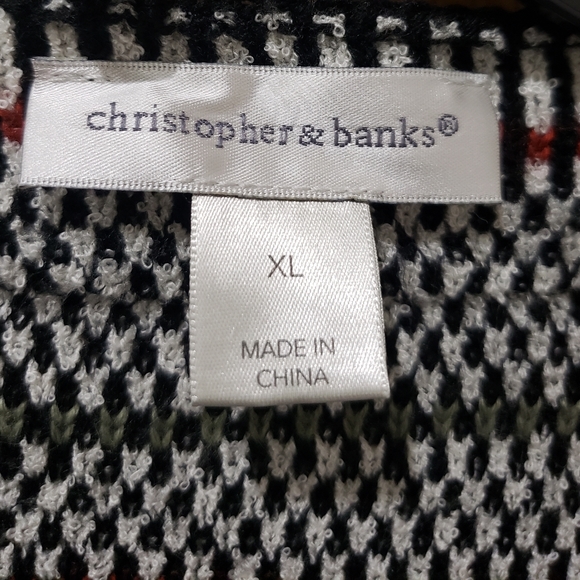 christopher & banks®
XL
MADE IN
CHINA